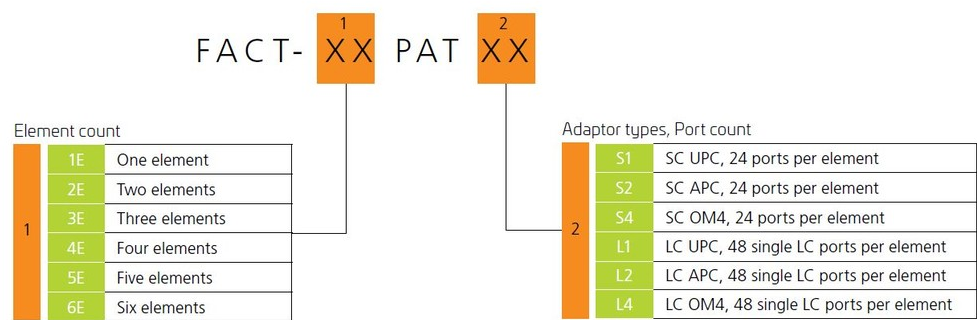 1 2
FACT- XX PAT XX
Element count
1
1E One element
2E Two elements
3E Three elements
4E Four elements
5E Five elements
6E Six elements
Adaptor types, Port count
2
S1 SC UPC, 24 ports per element
S2 SC APC, 24 ports per element
S4 SC OM4, 24 ports per element
L1 LC UPC, 48 single LC ports per element
L2 LC APC, 48 single LC ports per element
L4 LC OM4, 48 single LC ports per element